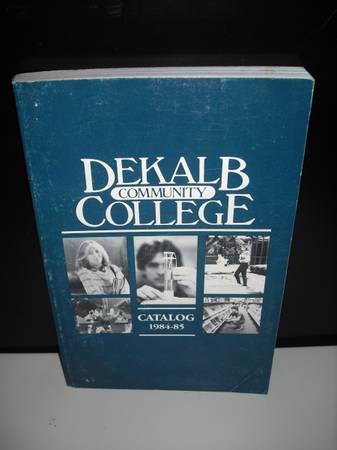 DEKALB
COMMUNITY
COLLEGE
CATALOG
1984-85